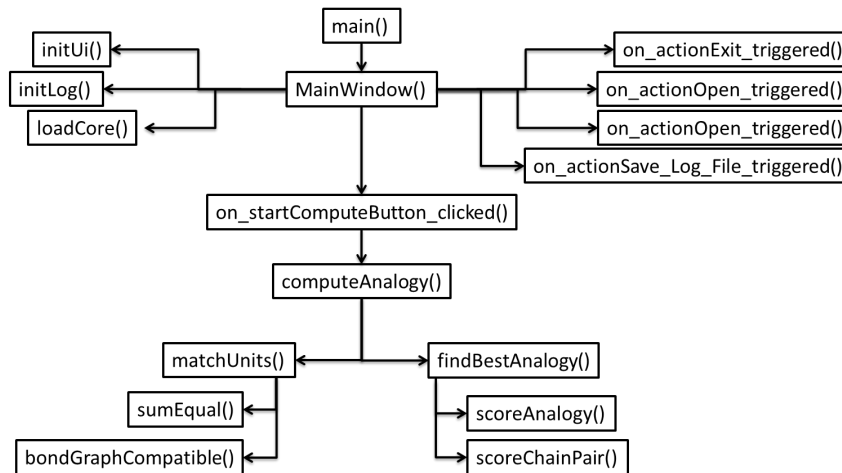 main()
initUi()
on_actionExit_triggered()
initLog()
MainWindow()
on_actionOpen_triggered()
loadCore()
on_actionOpen_triggered()
on_actionSave_Log_File_triggered()
on_startComputeButton_clicked()
computeAnalogy()
matchUnits()
findBestAnalogy()
sumEqual()
scoreAnalogy()
bondGraphCompatible()
scoreChainPair()